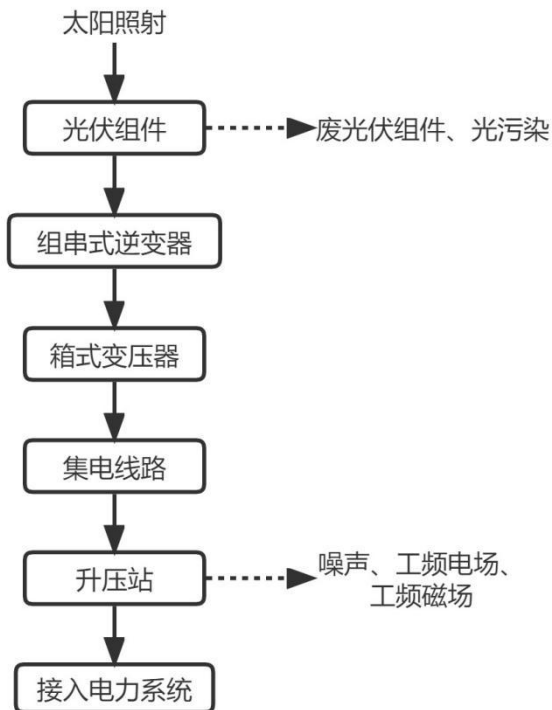 太阳照射
光伏组件
废光伏组件、光污染
组串式逆变器
箱式变压器
集电线路
升压站
噪声、工频电场、
工频磁场
接入电力系统